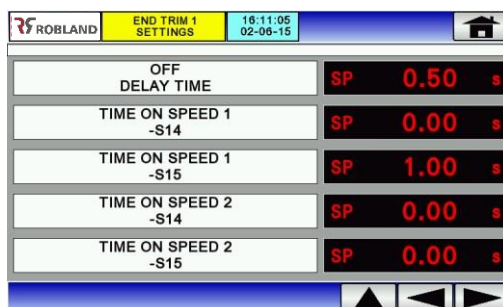 ROBLAND
END TRIM 1
SETTINGS
16:11:05
02-06-15
OFF
DELAY TIME
SP 0.50 s
TIME ON SPEED 1
-S14
SP 0.00 s
TIME ON SPEED 1
-S15
SP 1.00 s
TIME ON SPEED 2
-S14
SP 0.00 s
TIME ON SPEED 2
-S15
SP 0.00 s